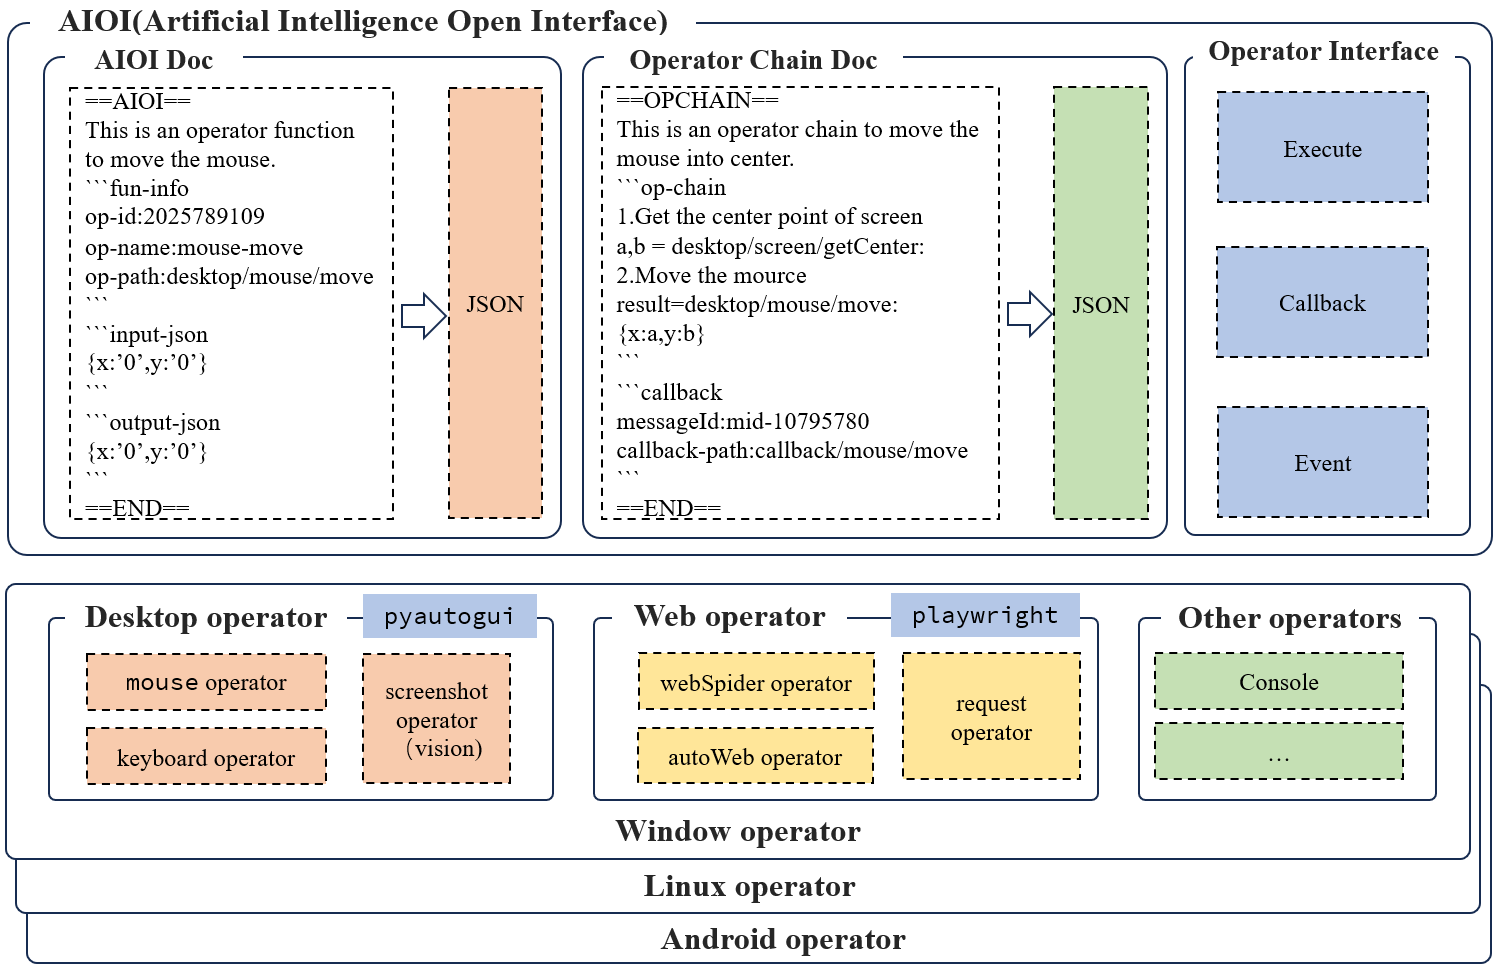 AIOI(Artificial Intelligence Open Interface)
AIOI Doc
==AIOI==
This is an operator function
to move the mouse.
```fun-info
op-id:2025789109
op-name:mouse-move
op-path:desktop/mouse/move
```
```input-json
{x:’0’,y:’0’}
```
```output-json
{x:’0’,y:’0’}
```
==END==
JSON
Operator Chain Doc
==OPCHAIN==
This is an operator chain to move the
mouse into center.
```op-chain
1.Get the center point of screen
a,b = desktop/screen/getCenter:
2.Move the mource
result=desktop/mouse/move:
{x:a,y:b}
```
```callback
messageId:mid-10795780
callback-path:callback/mouse/move
```
==END==
JSON
Operator Interface
Execute
Callback
Event
Desktop operator
pyautogui
mouse operator
keyboard operator
screenshot
operator
（vision)
Web operator
playwright
webSpider operator
autoWeb operator
request
operator
Other operators
Console
…
Window operator
Linux operator
Android operator